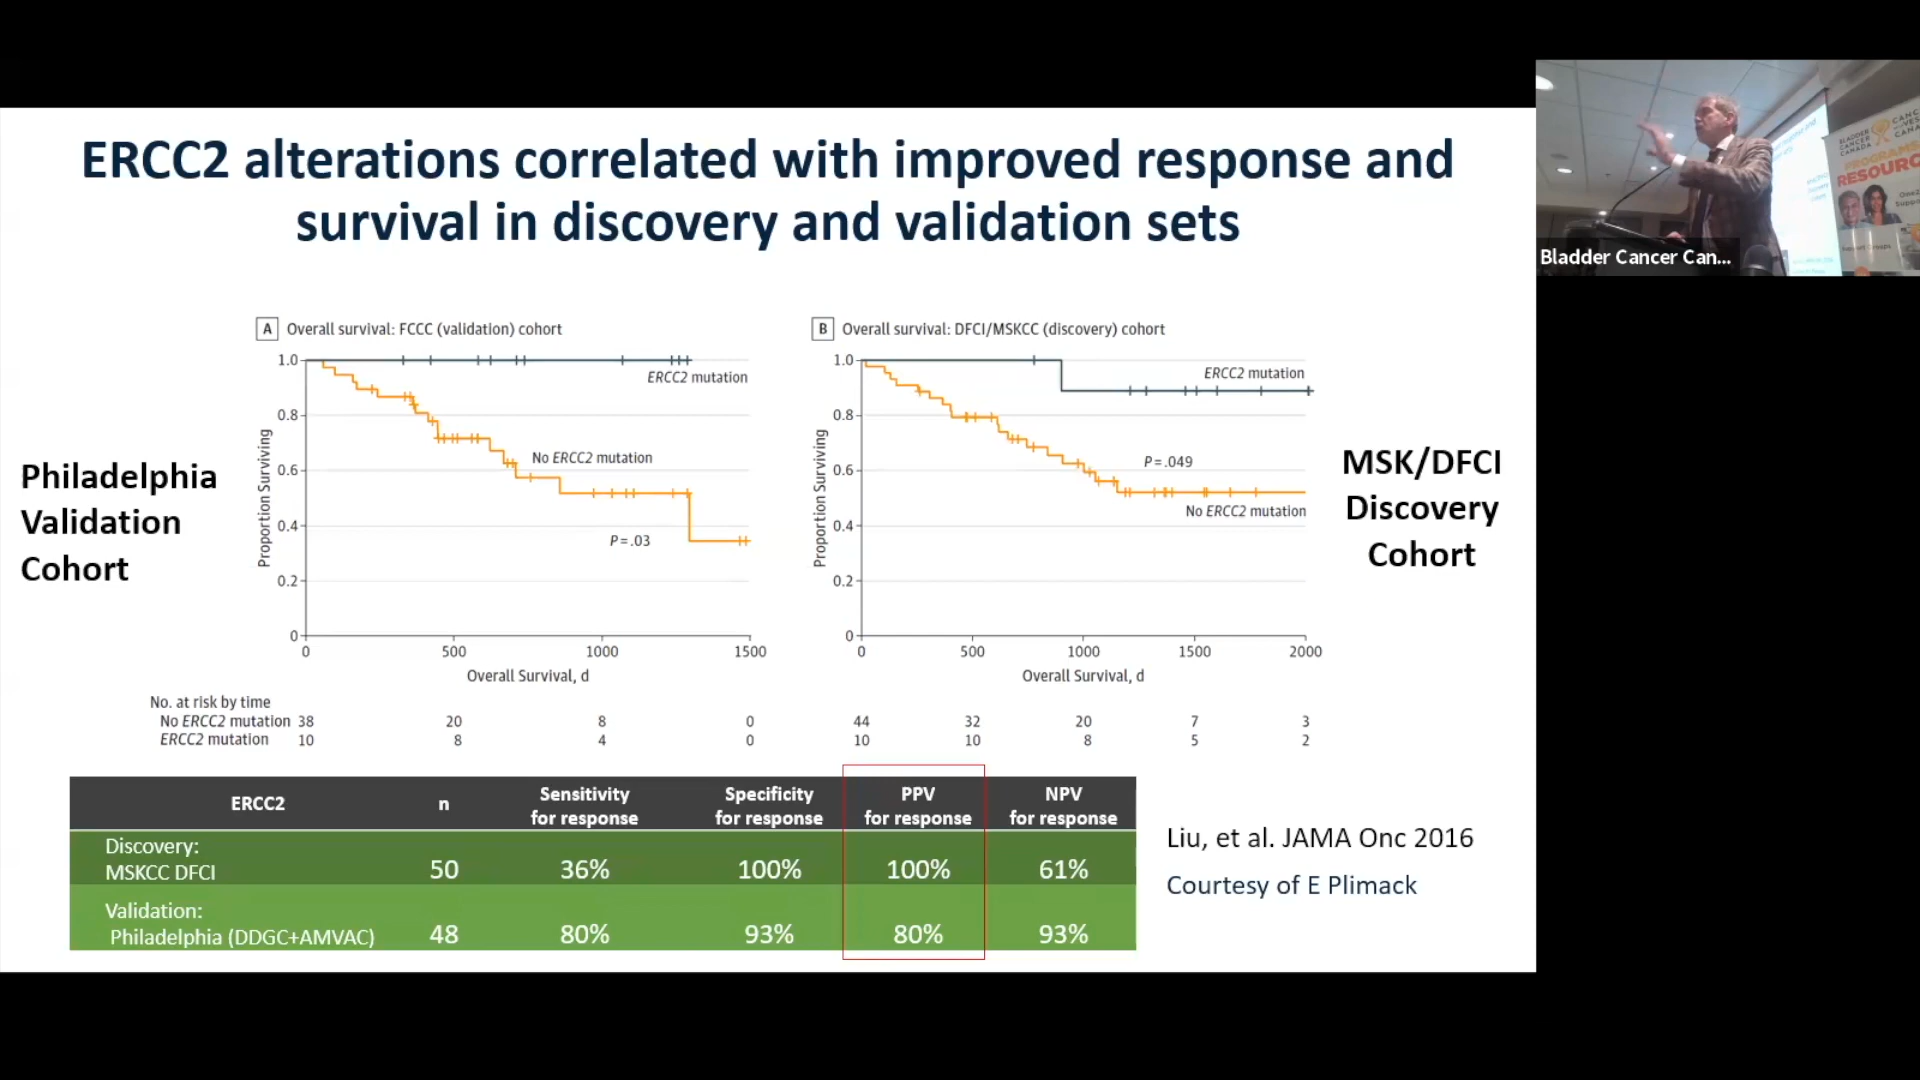 ERCC2 alterations correlated with improved response and
survival in discovery and validation sets
Bladder Cancer Can...
BLADDER
CANCER
CANADA
RESOURC
Philadelphia
Validation
Cohort
A Overall survival: FCCC (validation) cohort
Proportion Surviving
1.0
0.8
0.6
0.4
0.2
0
ERCC2 mutation
No ERCC2 mutation
P=.03
0 500 1000 1500
Overall Survival, d
B Overall survival: DFCI/MSKCC (discovery) cohort
Proportion Surviving
1.0
0.8
0.6
0.4
0.2
0
ERCC2 mutation
P=.049
No ERCC2 mutation
0 500 1000 1500 2000
Overall Survival, d
MSK/DFCI
Discovery
Cohort
No. at risk by time
No ERCC2 mutation 38 20 8 0 44 32 20 7 3
ERCC2 mutation 10 8 4 0 10 10 8 5 2
ERCC2 n Sensitivity for response Specificity for response PPV for response NPV for response
Discovery:
MSKCC DFCI 50 36% 100% 100% 61%
Validation:
Philadelphia (DDGC+AMVAC) 48 80% 93% 80% 93%
Liu, et al. JAMA Onc 2016
Courtesy of E Plimack